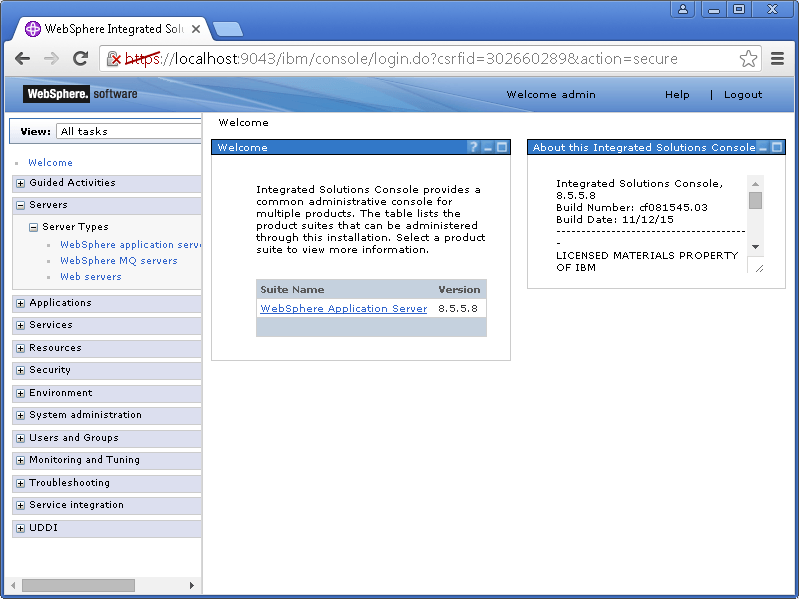 WebSphere Integrated Solu
https://localhost:9043/ibm/console/login.do?csrfid=302660289&action=secure
WebSphere. software
Welcome admin
Help | Logout
View: All tasks
Welcome
Guided Activities
Servers
Server Types
WebSphere application serve
WebSphere MQ servers
Web servers
Applications
Services
Resources
Security
Environment
System administration
Users and Groups
Monitoring and Tuning
Troubleshooting
Service integration
UDDI
Welcome
Welcome
Integrated Solutions Console provides a
common administrative console for
multiple products. The table lists the
product suites that can be administered
through this installation. Select a product
suite to view more information.
Suite Name Version
WebSphere Application Server 8.5.5.8
About this Integrated Solutions Console
Integrated Solutions Console,
8.5.5.8
Build Number: cf081545.03
Build Date: 11/12/15
------------------------------------
-
LICENSED MATERIALS PROPERTY
OF IBM